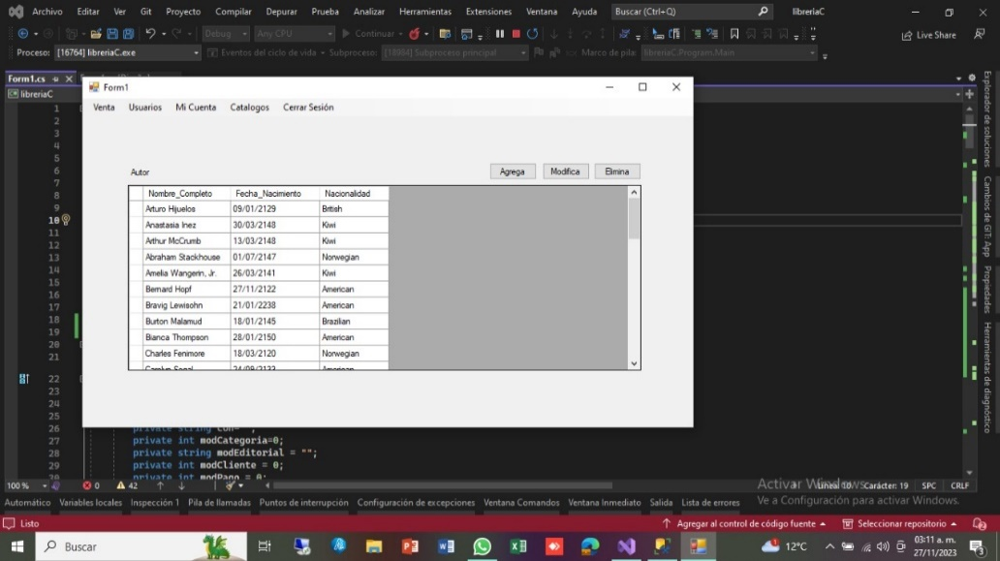 Archivo Editar Ver Git Proyecto Compilar Depurar Prueba Analizar Herramientas Extensiones Ventana Ayuda Buscar (Ctrl+Q) libreriaC
Debug Any CPU Continuar Live Share
Proceso: [16764] libreriaC.exe Eventos del ciclo de vida Subproceso: [18984] Subproceso principal Marco de pila: libreriaC.Program.Main
Form1.cs
libreriaC
Form1
Venta Usuarios Mi Cuenta Catalogos Cerrar Sesión
Autor Agrega Modifica Elimina
Nombre_Completo Fecha_Nacimiento Nacionalidad
Arturo Hijuelos 09/01/2129 British
Anastasia Inez 30/03/2148 Kiwi
Arthur McCrumb 13/03/2148 Kiwi
Abraham Stackhouse 01/07/2147 Norwegian
Amelia Wangerin, Jr. 26/03/2141 Kiwi
Bernard Hopf 27/11/2122 American
Bravig Lewisohn 21/01/2238 American
Burton Malamud 18/01/2145 Brazilian
Bianca Thompson 28/01/2150 American
Charles Fenimore 18/03/2120 Norwegian
Carolyn Segal 24/09/2133 American
1
2
3
4
5
6
7
8
9
10
11
12
13
14
15
16
17
18
19
20
21
22
23
24
25
26 private string Con= "";
27 private int modCategoria=0;
28 private string modEditorial = "";
29 private int modCliente = 0;
30 private int modPago = 0;
Explorador de soluciones
Cambios de GIT: App
Propiedades
Herramientas de diagnóstico
100 % 0 42 Línea: 10 Carácter: 19 SPC CRLF
Activar Windows
Ve a Configuración para activar Windows.
Automático Variables locales Inspección 1 Pila de llamadas Puntos de interrupción Configuración de excepciones Ventana Comandos Ventana Inmediato Salida Lista de errores
Listo Agregar al control de código fuente Seleccionar repositorio
Buscar 12°C 03:11 a. m.
27/11/2023